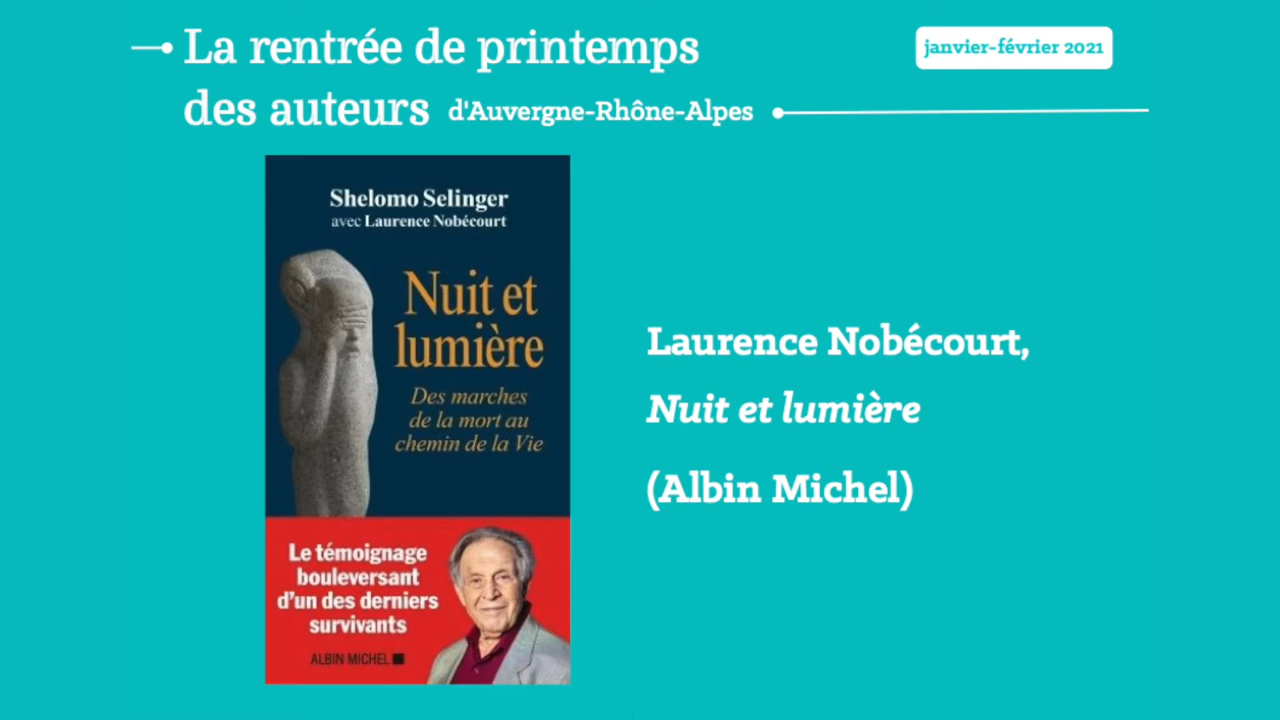 La rentrée de printemps
janvier-février 2021
des auteurs d'Auvergne-Rhône-Alpes
Shelomo Selinger
avec Laurence Nobécourt
Nuit et
lumière
Des marches
de la mort au
chemin de la Vie
Le témoignage
bouleversant
d'un des derniers
survivants
ALBIN MICHEL
Laurence Nobécourt,
Nuit et lumière
(Albin Michel)